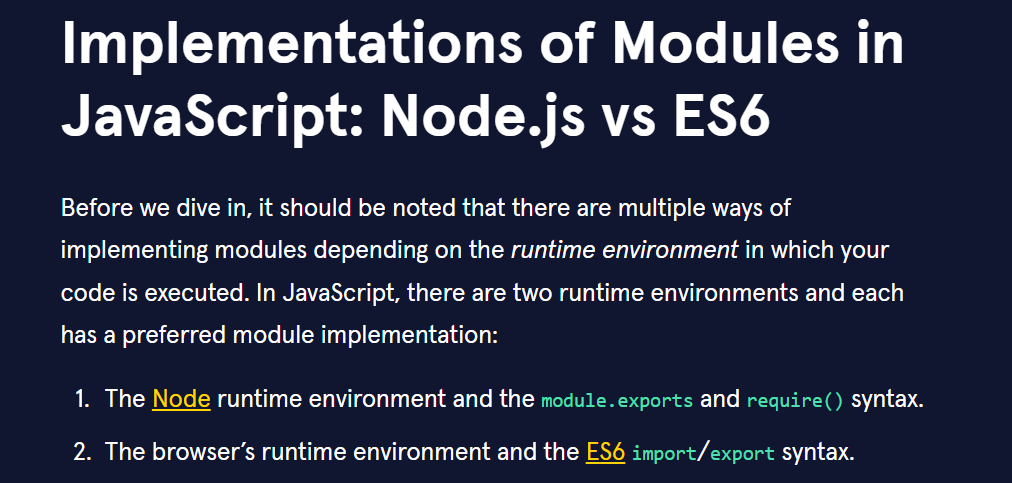 Implementations of Modules in
JavaScript: Node.js vs ES6
Before we dive in, it should be noted that there are multiple ways of
implementing modules depending on the runtime environment in which your
code is executed. In JavaScript, there are two runtime environments and each
has a preferred module implementation:
1. The Node runtime environment and the module.exports and require() syntax.
2. The browser’s runtime environment and the ES6 import/export syntax.